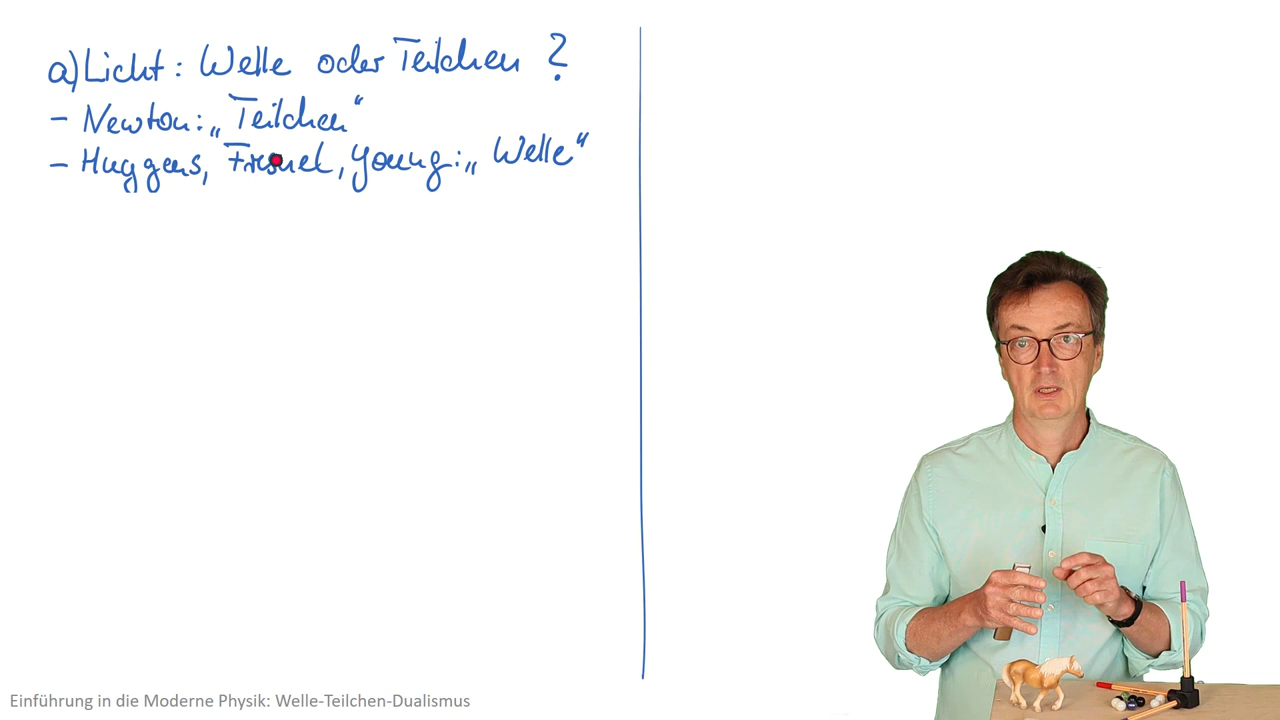 a) Licht: Welle oder Teilchen ?
- Newton: „Teilchen“
- Huygens, Fresnel, Young: „Welle“
Einführung in die Moderne Physik: Welle-Teilchen-Dualismus